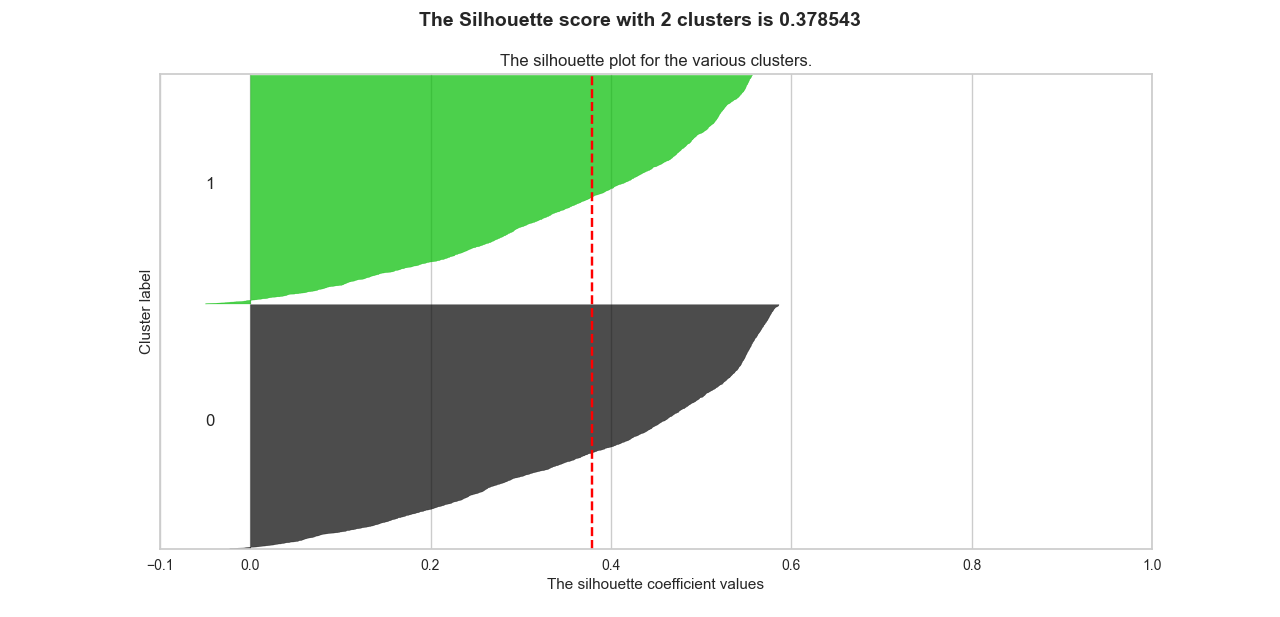 The Silhouette score with 2 clusters is 0.378543
The silhouette plot for the various clusters.
1
0
Cluster label
−0.1 0.0 0.2 0.4 0.6 0.8 1.0
The silhouette coefficient values